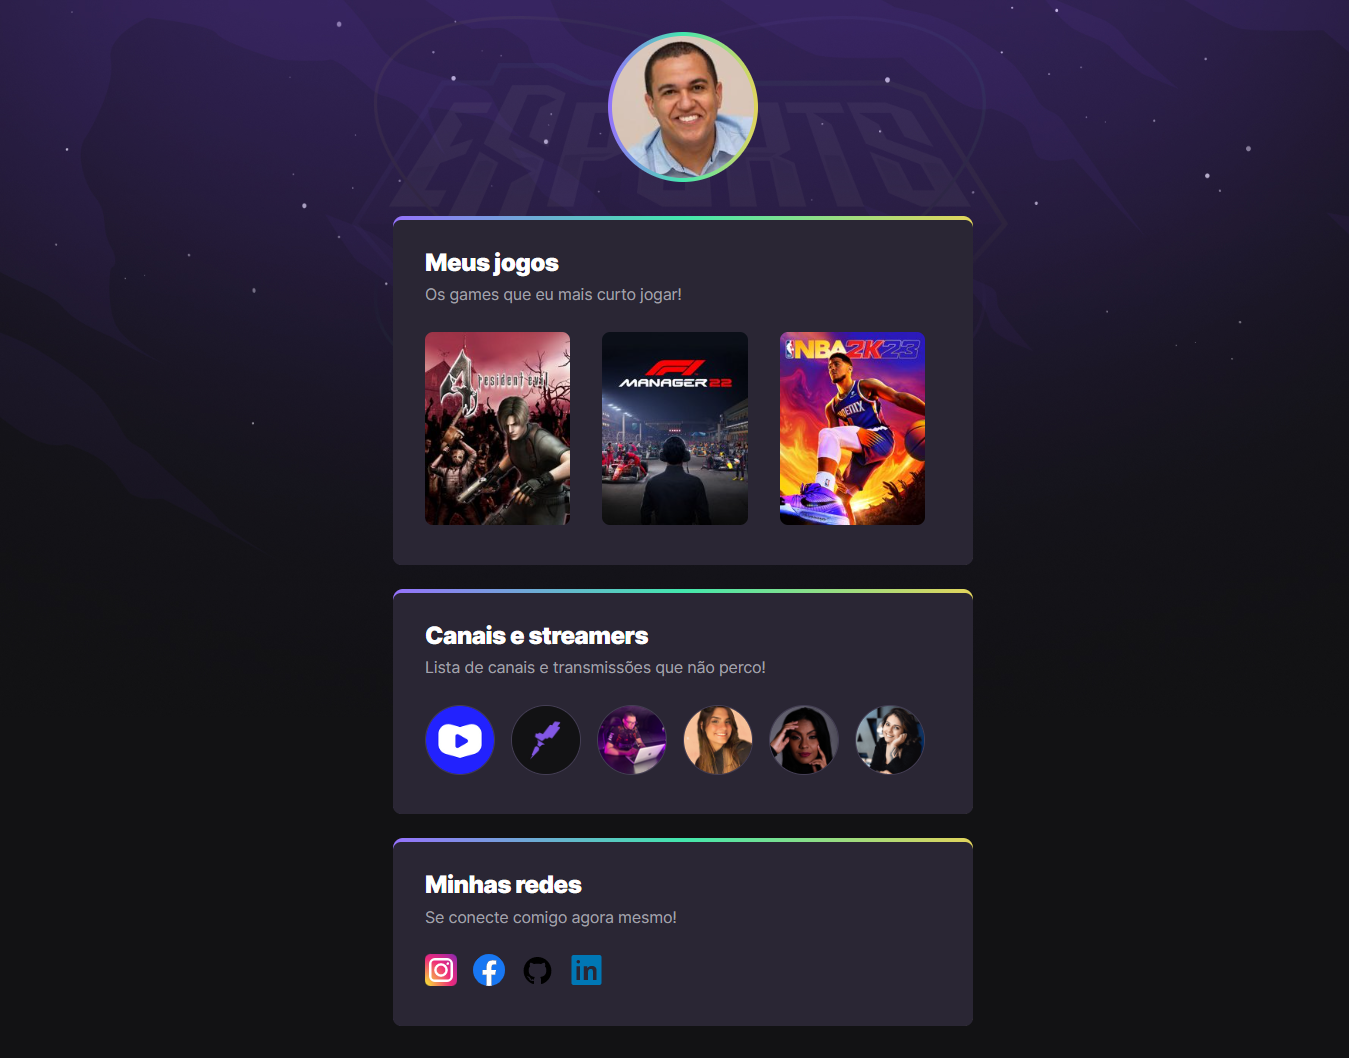 ESPORTS
Meus jogos
Os games que eu mais curto jogar!
4 resident evil
F1
MANAGER 22
NBA 2K23
PHOENIX
Canais e streamers
Lista de canais e transmissões que não perco!
Minhas redes
Se conecte comigo agora mesmo!
in